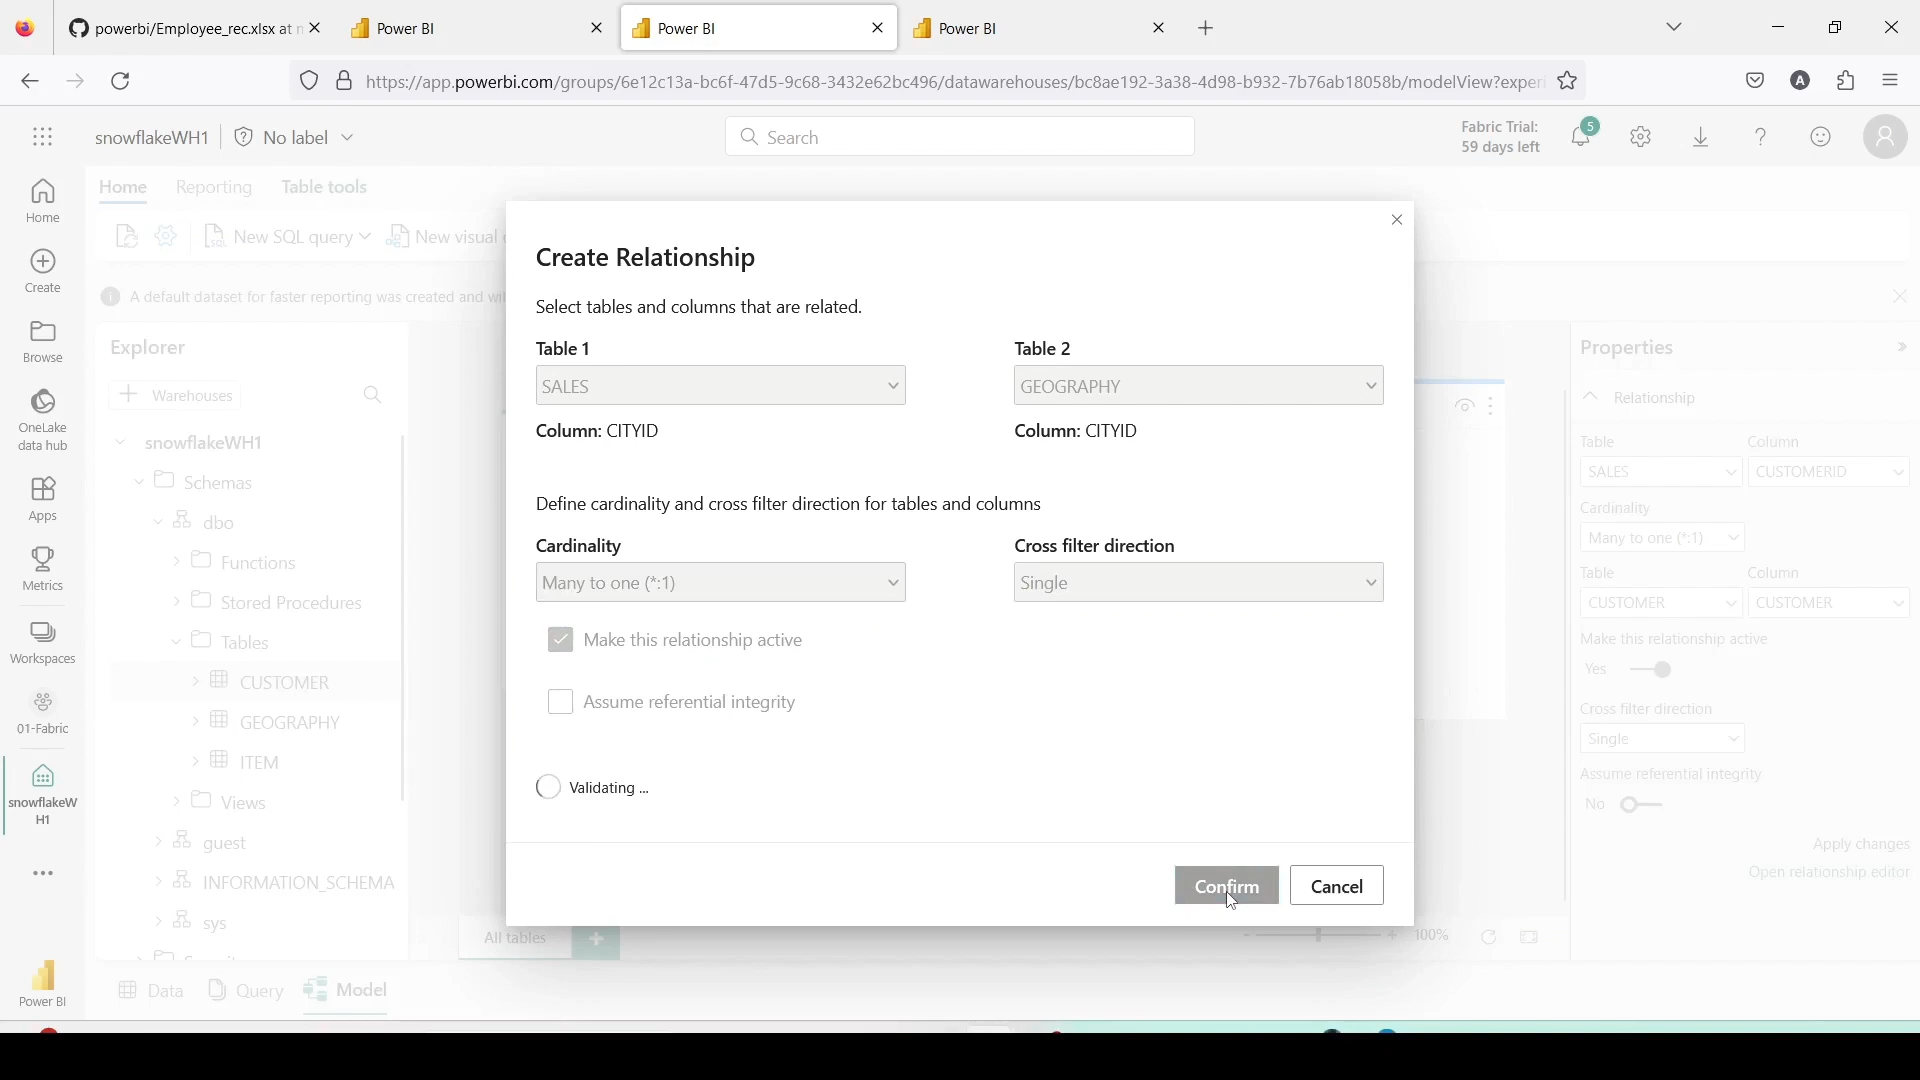 powerbi/Employee_rec.xlsx at n
Power BI
Power BI
Power BI
https://app.powerbi.com/groups/6e12c13a-bc6f-47d5-9c68-3432e62bc496/datawarehouses/bc8ae192-3a38-4d98-b932-7b76ab18058b/modelView?experi
A
snowflakeWH1
No label
Search
Fabric Trial:
59 days left
5
Home
Reporting
Table tools
New SQL query
New visual
A default dataset for faster reporting was created and wil
Home
Create
Browse
OneLake
data hub
Apps
Metrics
Workspaces
01-Fabric
snowflakeW
H1
Power BI
Explorer
Warehouses
snowflakeWH1
Schemas
dbo
Functions
Stored Procedures
Tables
CUSTOMER
GEOGRAPHY
ITEM
Views
guest
INFORMATION_SCHEMA
sys
Create Relationship
Select tables and columns that are related.
Table 1
Table 2
SALES
GEOGRAPHY
Column: CITYID
Column: CITYID
Define cardinality and cross filter direction for tables and columns
Cardinality
Cross filter direction
Many to one (*:1)
Single
Make this relationship active
Assume referential integrity
Validating ...
Confirm
Cancel
Properties
Relationship
Table
Column
SALES
CUSTOMERID
Cardinality
Many to one (*:1)
Table
Column
CUSTOMER
CUSTOMER
Make this relationship active
Yes
Cross filter direction
Single
Assume referential integrity
No
Apply changes
Open relationship editor
All tables
100%
Data
Query
Model